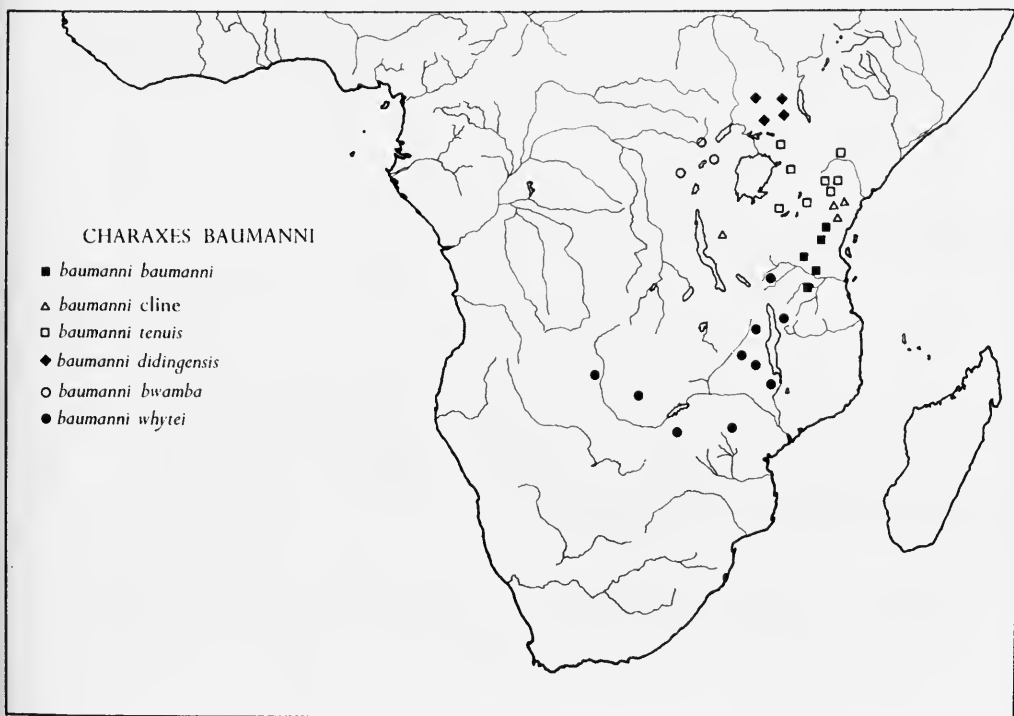 CHARAXES BAUMANNI
baumanni baumanni
baumanni cline
baumanni tenuis
baumanni didingensis
baumanni bwamba
baumanni whytei